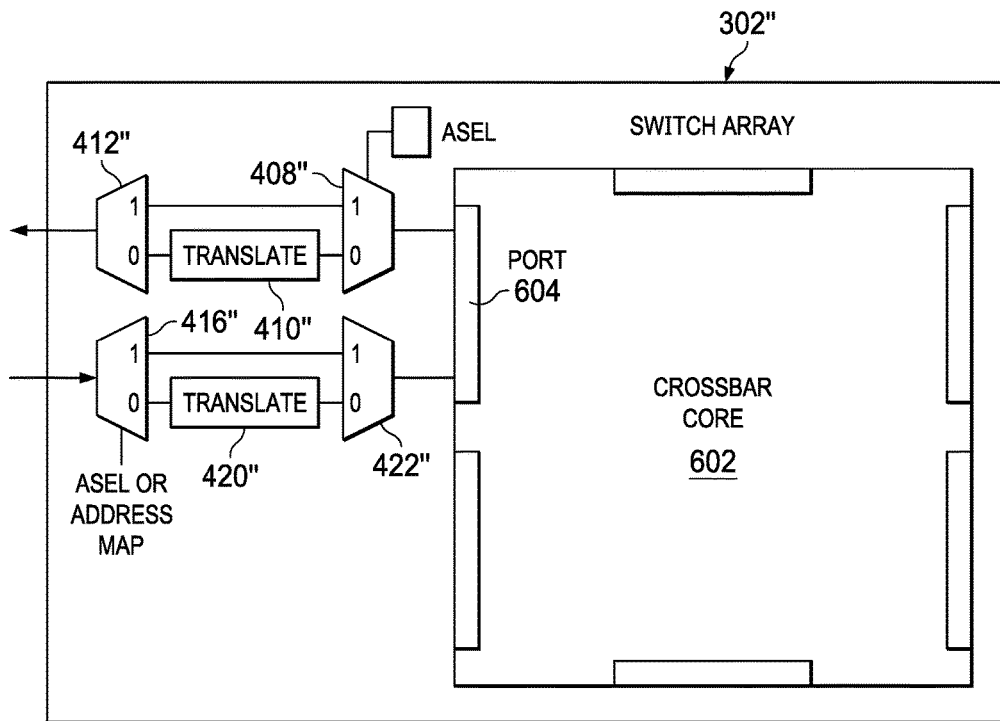 302"
SWITCH ARRAY
ASEL
412"
408"
1
1
0
TRANSLATE
0
410"
PORT
604
416"
1
1
0
TRANSLATE
0
420"
422"
ASEL OR
ADDRESS
MAP
CROSSBAR
CORE
602